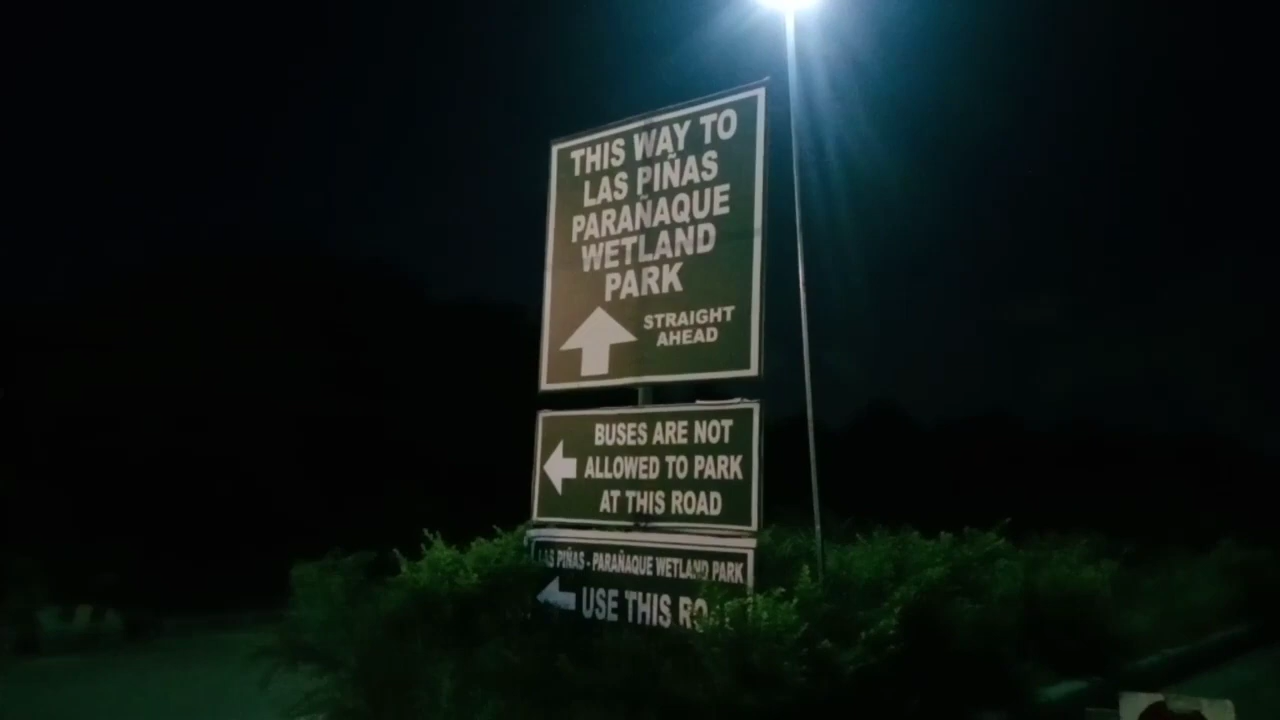 THIS WAY TO
LAS PIÑAS
PARAÑAQUE
WETLAND
PARK
STRAIGHT
AHEAD
BUSES ARE NOT
ALLOWED TO PARK
AT THIS ROAD
LAS PIÑAS - PARAÑAQUE WETLAND PARK
USE THIS RO